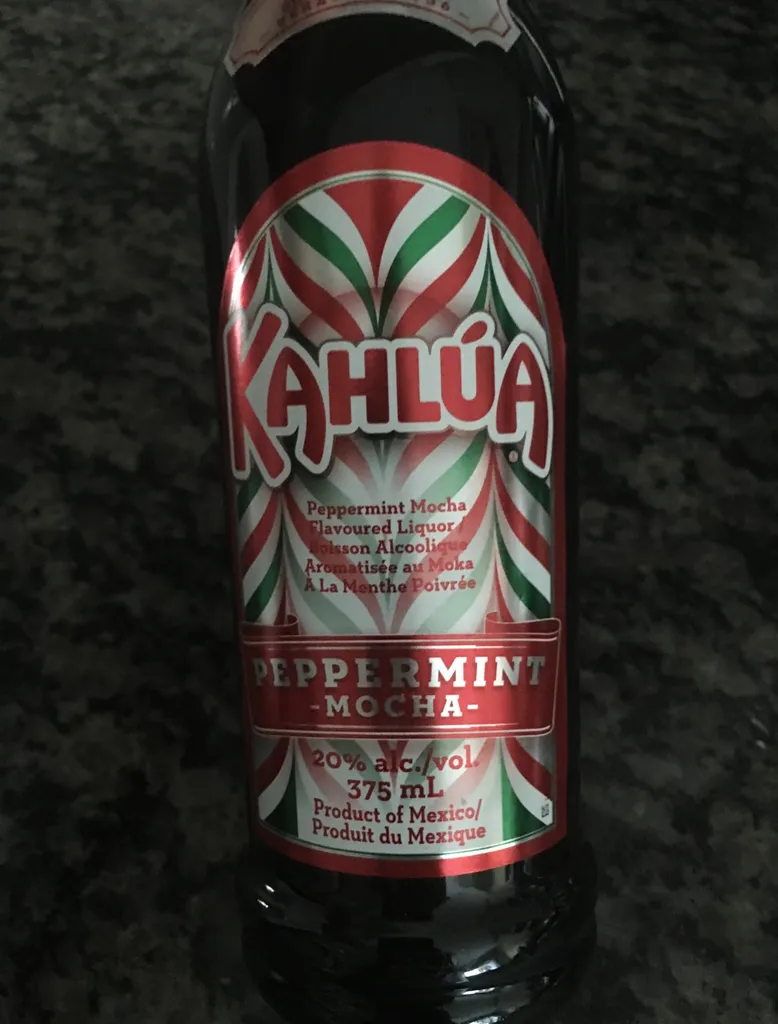 KAHLÚA
Peppermint Mocha
Flavoured Liquor /
Boisson Alcoolique
Aromatisée au Moka
À La Menthe Poivrée
PEPPERMINT
-MOCHA-
20% alc./vol.
375 mL
Product of Mexico/
Produit du Mexique